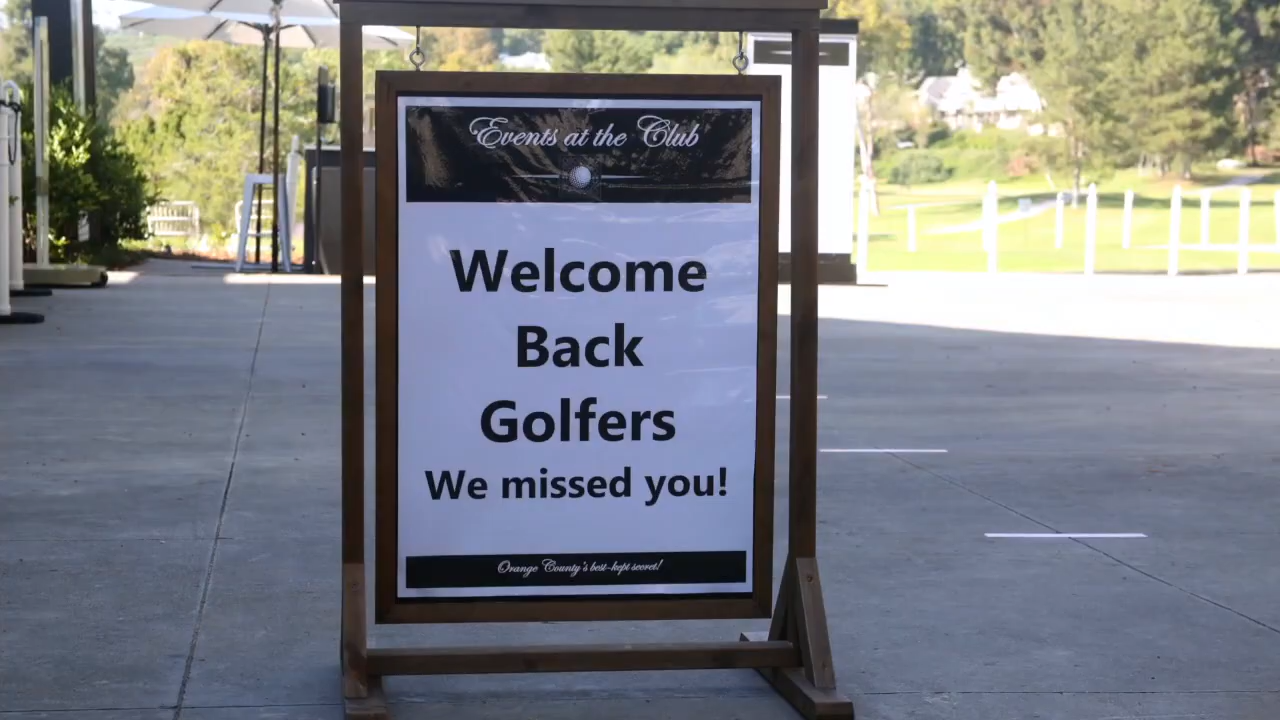 Events at the Club
Welcome
Back
Golfers
We missed you!
Orange County's best-kept secret!